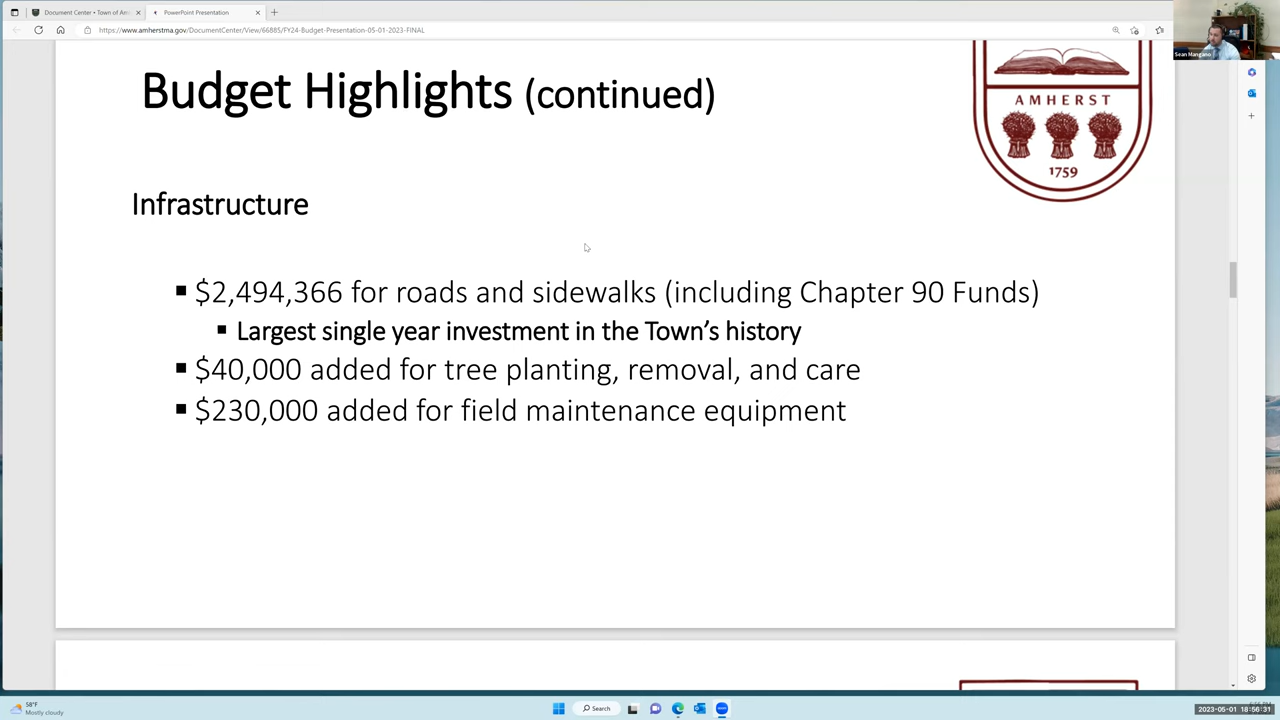 Document Center • Town of Am
PowerPoint Presentation
https://www.amherstma.gov/DocumentCenter/View/66885/FY24-Budget-Presentation-05-01-2023-FINAL
Sean Mangano
Budget Highlights (continued)
AMHERST
1759
Infrastructure
$2,494,366 for roads and sidewalks (including Chapter 90 Funds)
Largest single year investment in the Town's history
$40,000 added for tree planting, removal, and care
$230,000 added for field maintenance equipment
58°F
Mostly cloudy
Search
2023-05-01 18:56:31